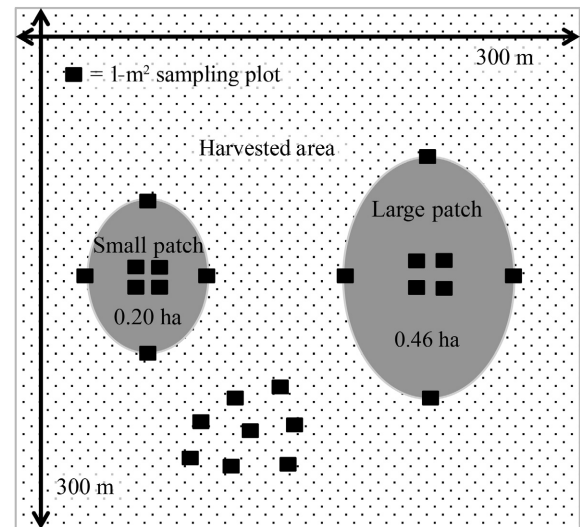 300 m
= 1-m² sampling plot
Harvested area
Large patch
Small patch
0.20 ha
0.46 ha
300 m